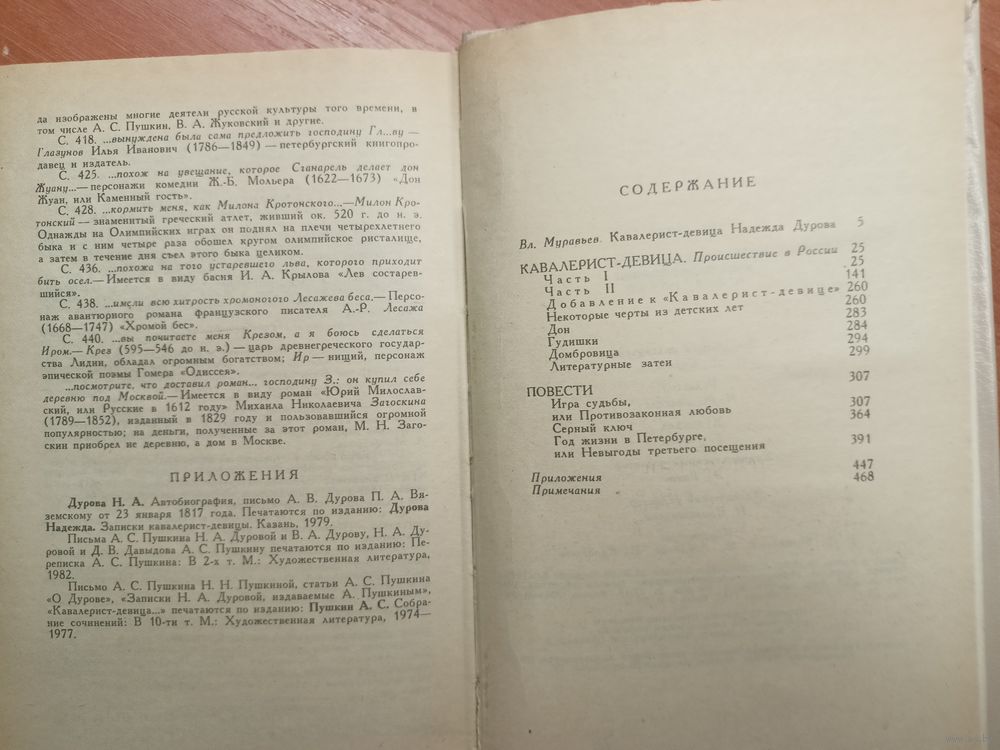 да изображены многие деятели русской культуры того времени, в
том числе А. С. Пушкин, В. А. Жуковский и другие.
С. 418. ...вынуждена была сама предложить господину Гл...ву —
Глазунов Илья Иванович (1786—1849) — петербургский книгопро-
давец и издатель.
С. 425. ...похож на увещание, которое Сганарель делает дон
Жуану...— персонажи комедии Ж.-Б. Мольера (1622—1673) «Дон
Жуан, или Каменный гость».
С. 428. ...кормить меня, как Милона Кротонского...—Милон Кро-
тонский — знаменитый греческий атлет, живший ок. 520 г. до н. э.
Однажды на Олимпийских играх он поднял на плечи четырехлетнего
быка и с ним четыре раза обошел кругом олимпийское ристалище,
а затем в течение дня съел этого быка целиком.
С. 436. ...похожа на того устаревшего льва, которого приходит
бить осел.— Имеется в виду басня И. А. Крылова «Лев состарев-
шийся».
С. 438. ...имели всю хитрость хромоногого Лесажева беса.— Персо-
наж авантюрного романа французского писателя А.-Р. Лесажа
(1668—1747) «Хромой бес».
С. 440. ...вы почитаете меня Крезом, а я боюсь сделаться
Иром.— Крез (595—546 до н. э.) — царь древнегреческого государ-
ства Лидии, обладал огромным богатством; Ир — нищий, персонаж
эпической поэмы Гомера «Одиссея».
...посмотрите, что доставил роман... господину З.: он купил себе
деревню под Москвой.— Имеется в виду роман «Юрий Милослав-
ский, или Русские в 1612 году» Михаила Николаевича Загоскина
(1789—1852), изданный в 1829 году и пользовавшийся огромной
популярностью; на деньги, полученные за этот роман, М. Н. Заго-
скин приобрел не деревню, а дом в Москве.
ПРИЛОЖЕНИЯ
Дурова Н. А. Автобиография, письмо А. В. Дурова П. А. Вя-
земскому от 23 января 1817 года. Печатаются по изданию: Дурова
Надежда. Записки кавалерист-девицы. Казань, 1979.
Письма А. С. Пушкина Н. А. Дуровой и В. А. Дурову, Н. А. Ду-
ровой и Д. В. Давыдова А. С. Пушкину печатаются по изданию: Пе-
реписка А. С. Пушкина: В 2-х т. М.: Художественная литература,
1982.
Письмо А. С. Пушкина Н. Н. Пушкиной, статьи А. С. Пушкина
«О Дурове», «Записки Н. А. Дуровой, издаваемые А. Пушкиным»,
«Кавалерист-девица...» печатаются по изданию: Пушкин А. С. Собра-
ние сочинений: В 10-ти т. М.: Художественная литература, 1974—
1977.
СОДЕРЖАНИЕ
Вл. Муравьев. Кавалерист-девица Надежда Дурова 5
КАВАЛЕРИСТ-ДЕВИЦА. Происшествие в России 25
Часть I 25
Часть II 141
Добавление к «Кавалерист-девице» 260
Некоторые черты из детских лет 260
Дон 283
Гудишки 284
Домбровица 294
Литературные затеи 299
ПОВЕСТИ 307
Игра судьбы,
или Противозаконная любовь 307
Серный ключ 364
Год жизни в Петербурге,
или Невыгоды третьего посещения 391
Приложения 447
Примечания 468